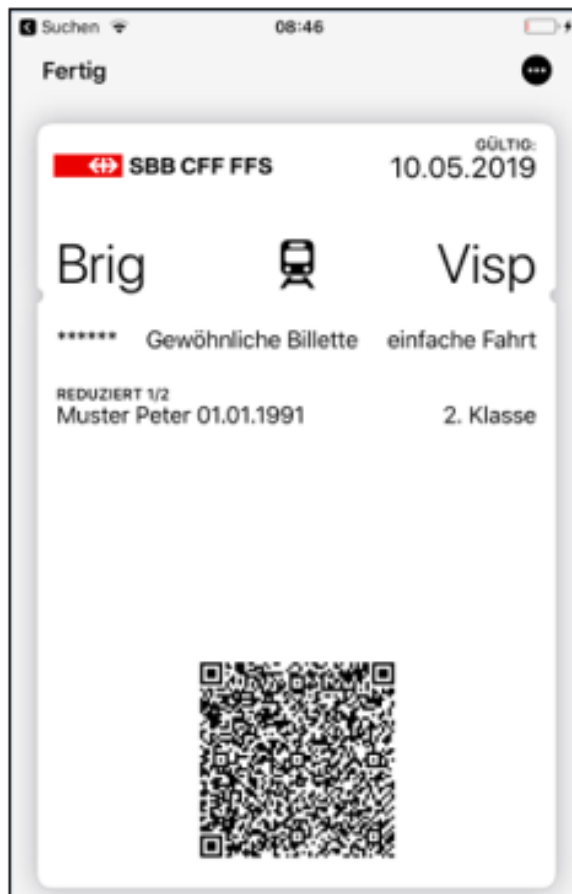 Suchen 08:46
Fertig
SBB CFF FFS
GÜLTIG:
10.05.2019
Brig Visp
****** Gewöhnliche Billette einfache Fahrt
REDUZIERT 1/2
Muster Peter 01.01.1991 2. Klasse